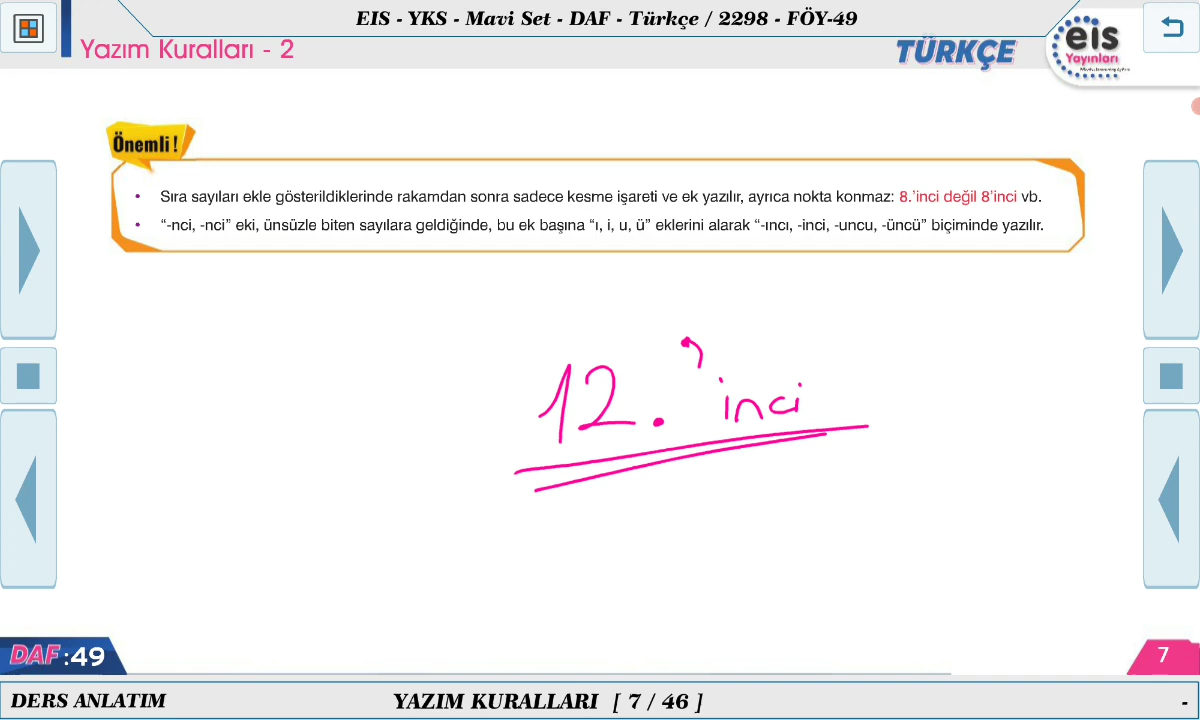 EIS - YKS - Mavi Set - DAF - Türkçe / 2298 - FÖY-49
Yazım Kuralları - 2
TÜRKÇE
eis
Yayınları
Önemli !
• Sıra sayıları ekle gösterildiklerinde rakamdan sonra sadece kesme işareti ve ek yazılır, ayrıca nokta konmaz: 8.’inci değil 8’inci vb.
• “-nci, -nci” eki, ünsüzle biten sayılara geldiğinde, bu ek başına “ı, i, u, ü” eklerini alarak “-ıncı, -inci, -uncu, -üncü” biçiminde yazılır.
12.’inci
DAF :49
7
DERS ANLATIM
YAZIM KURALLARI [ 7 / 46 ]
-